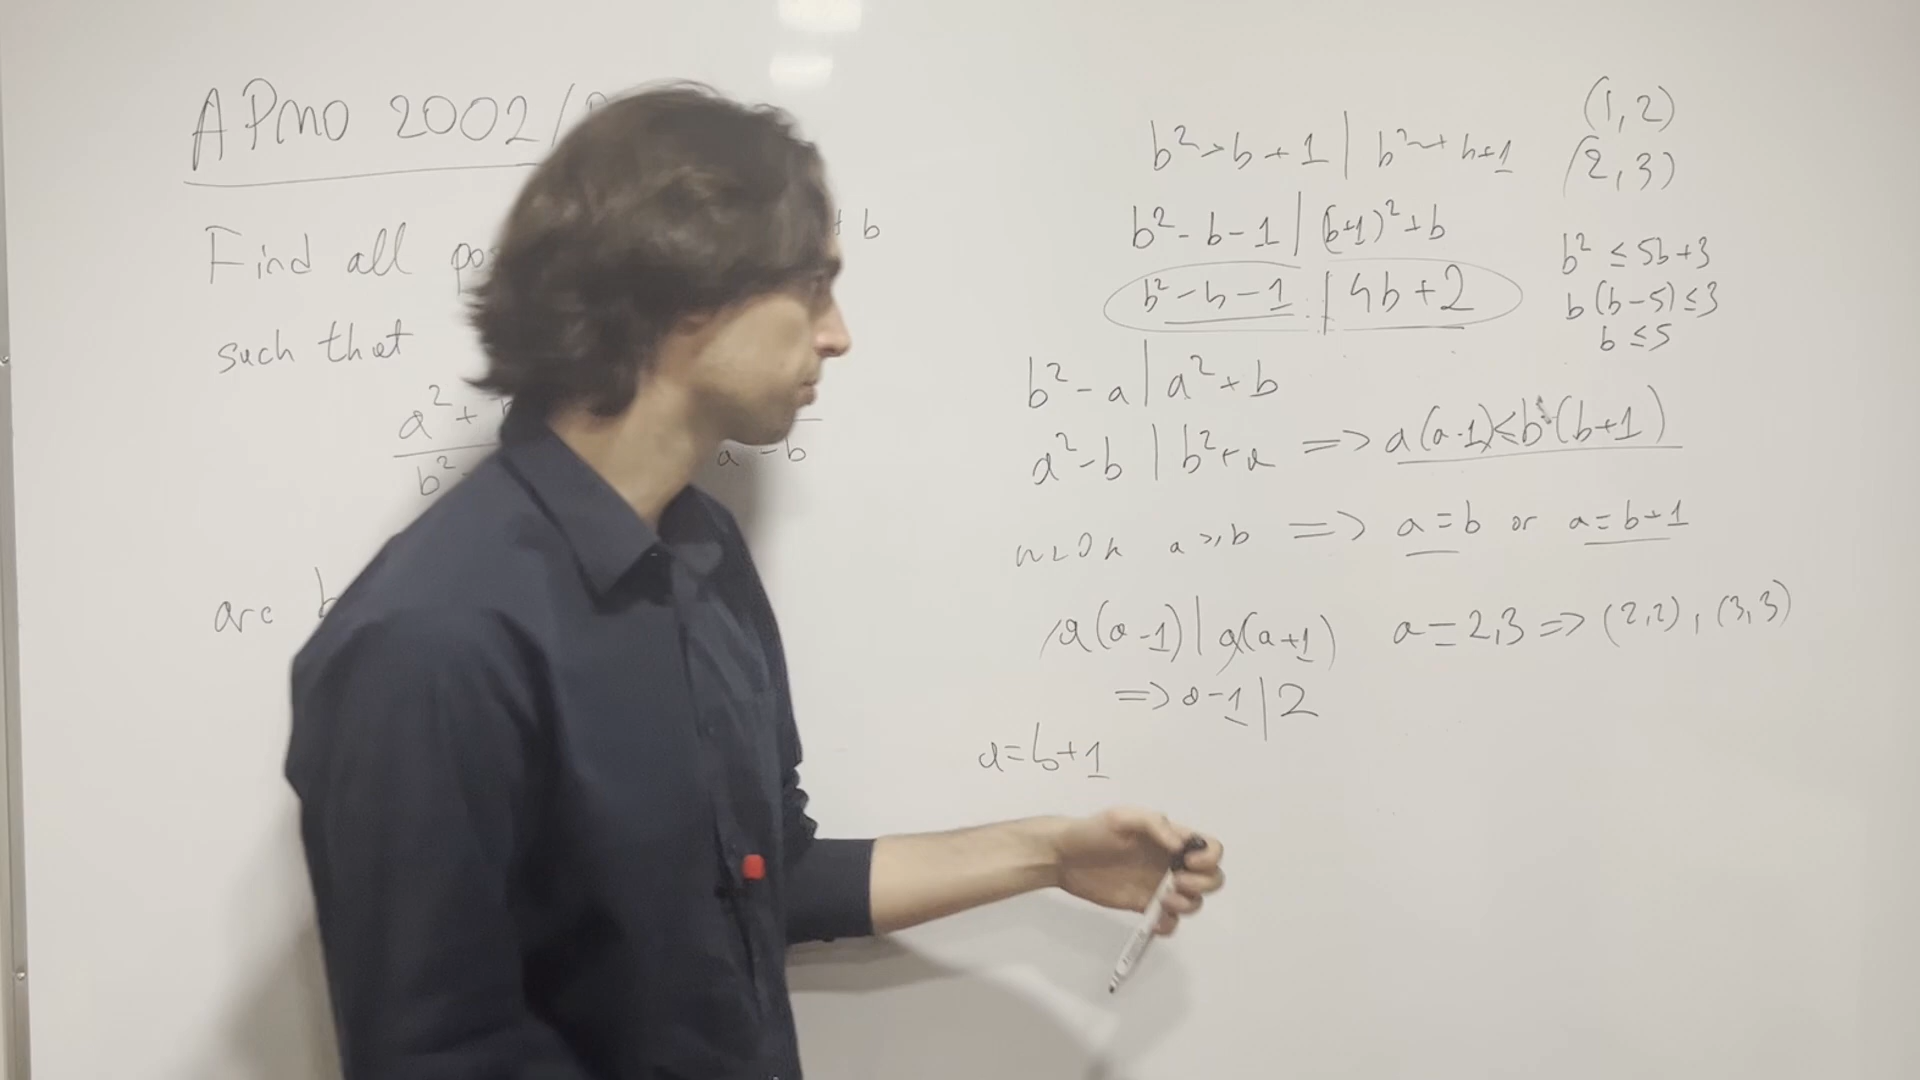 APMO 2002/
Find all pos
+ b
such that
a² +
b² -
a - b
are b
b² - b - 1 | b² + b + 1
b² - b - 1 | (b+1)² + b
b² - b - 1 | 4b + 2
(1, 2)
(2, 3)
b² ≤ 5b + 3
b (b - 5) ≤ 3
b ≤ 5
b² - a | a² + b
a² - b | b² + a => a(a-1) ≤ b (b+1)
a ≥ b => a = b or a = b + 1
a(a-1) | a(a+1) a = 2,3 => (2,2), (3,3)
=> a - 1 | 2
a = b + 1